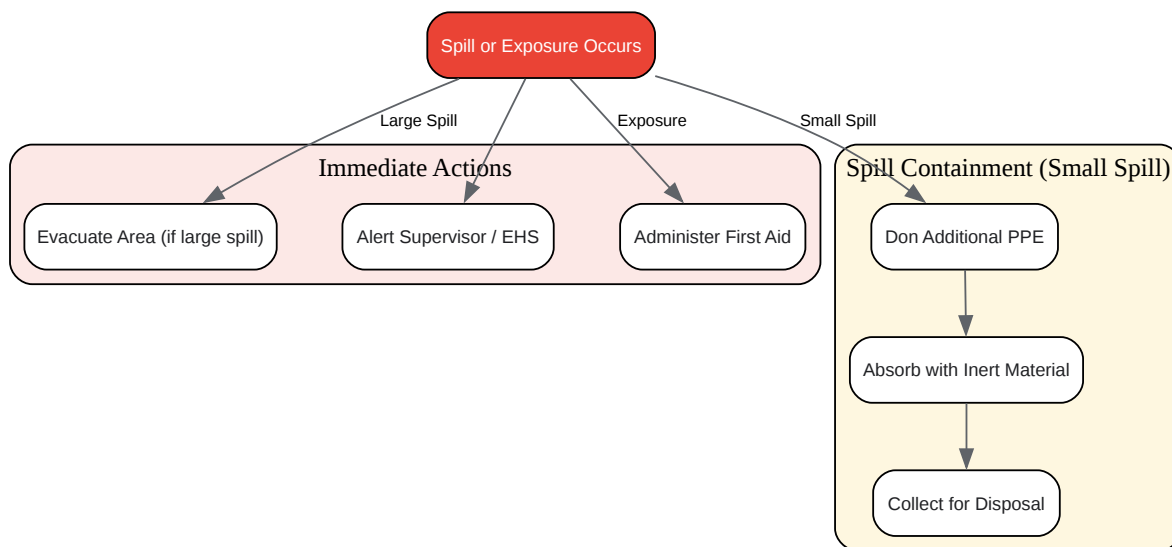 Spill or Exposure Occurs
Large Spill
Exposure
Small Spill
Immediate Actions
Spill Containment (Small Spill)
Evacuate Area (if large spill)
Alert Supervisor / EHS
Administer First Aid
Don Additional PPE
Absorb with Inert Material
Collect for Disposal